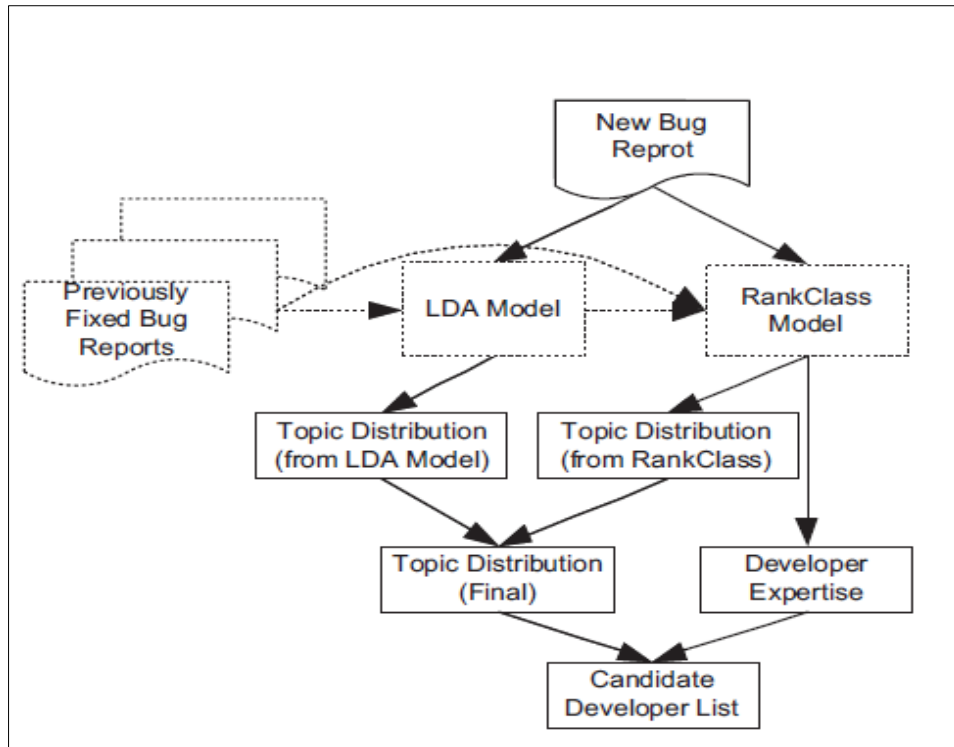 New Bug
Reprot
Previously
Fixed Bug
Reports
LDA Model
RankClass
Model
Topic Distribution
(from LDA Model)
Topic Distribution
(from RankClass)
Topic Distribution
(Final)
Developer
Expertise
Candidate
Developer List